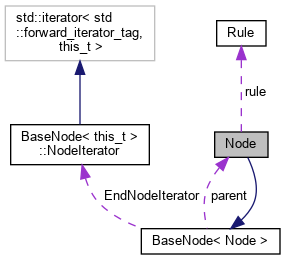 std::iterator< std
::forward_iterator_tag,
this_t >
Rule
rule
BaseNode< this_t >
::NodeIterator
Node
EndNodeIterator
parent
BaseNode< Node >